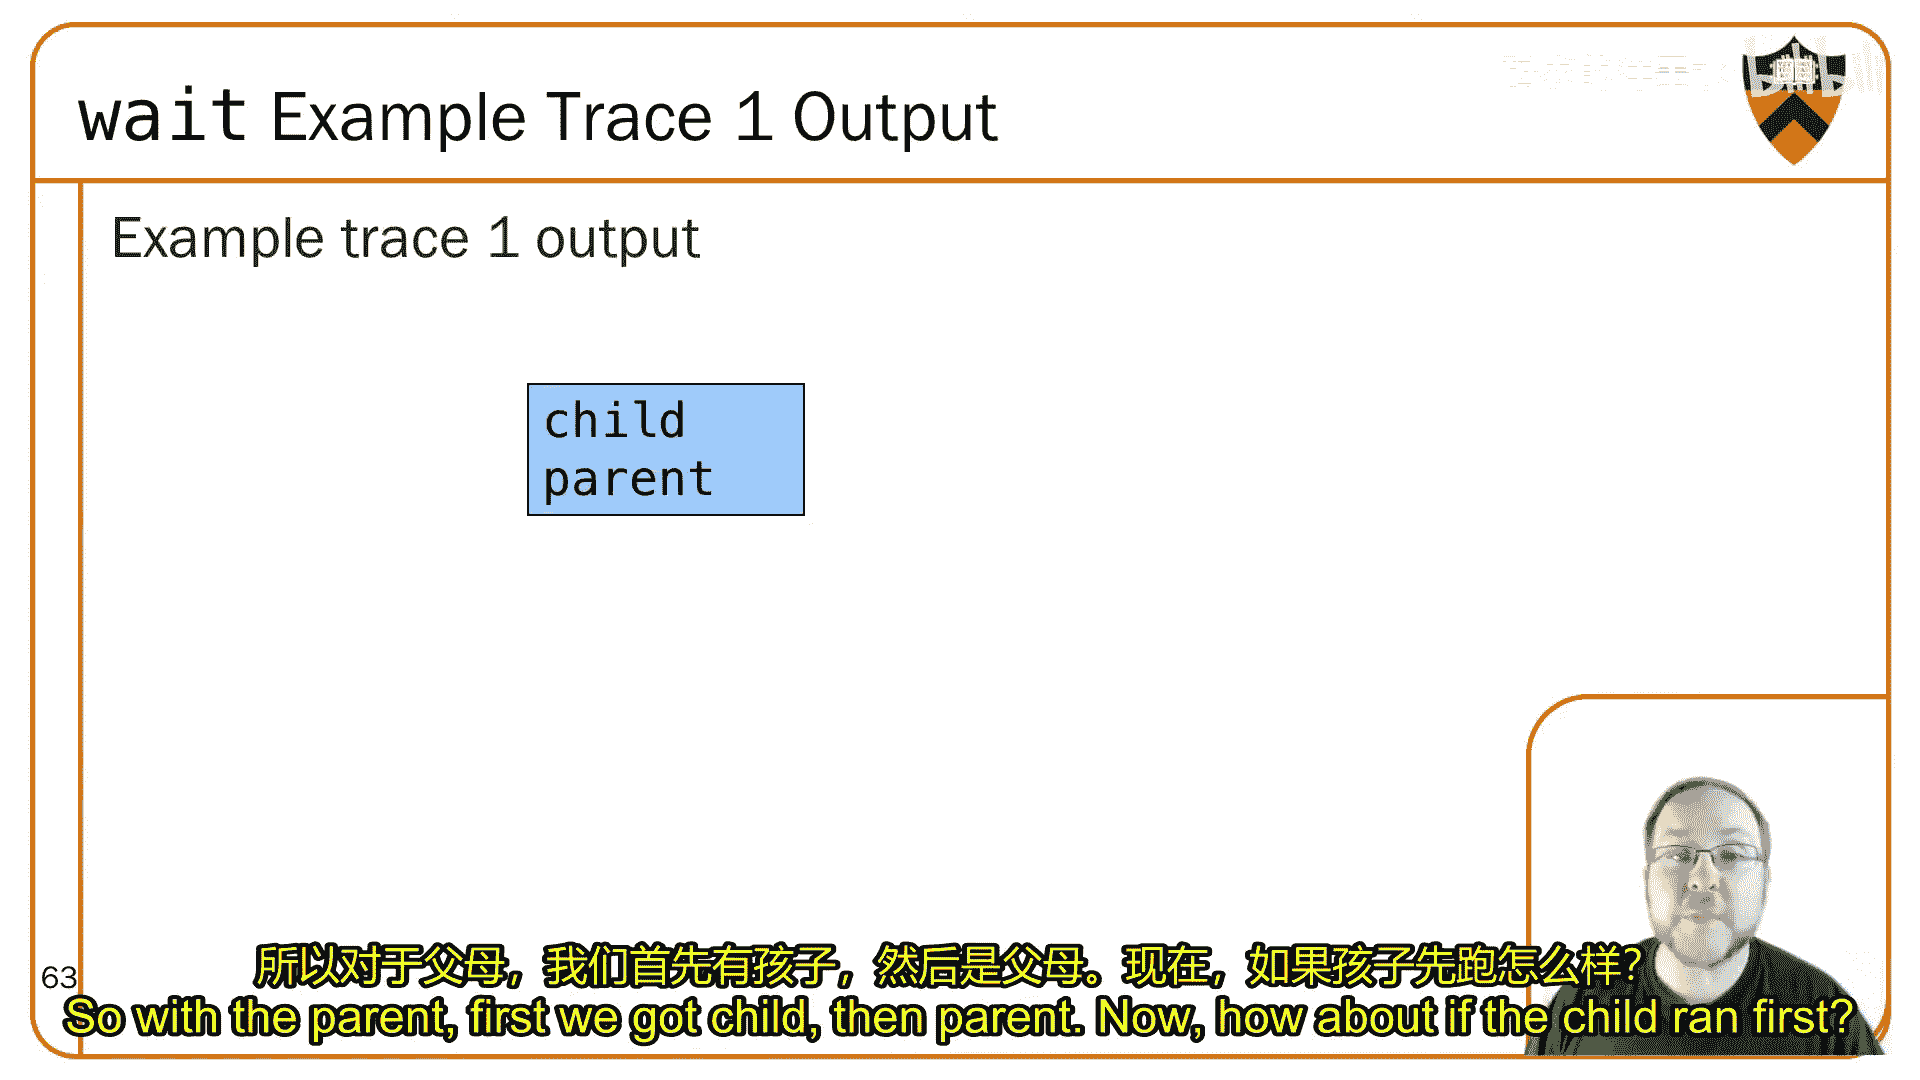 wait Example Trace 1 Output
Example trace 1 output
child
parent
63
所以对于父母，我们首先有孩子，然后是父母。现在，如果孩子先跑怎么样？
So with the parent, first we got child, then parent. Now, how about if the child ran first?